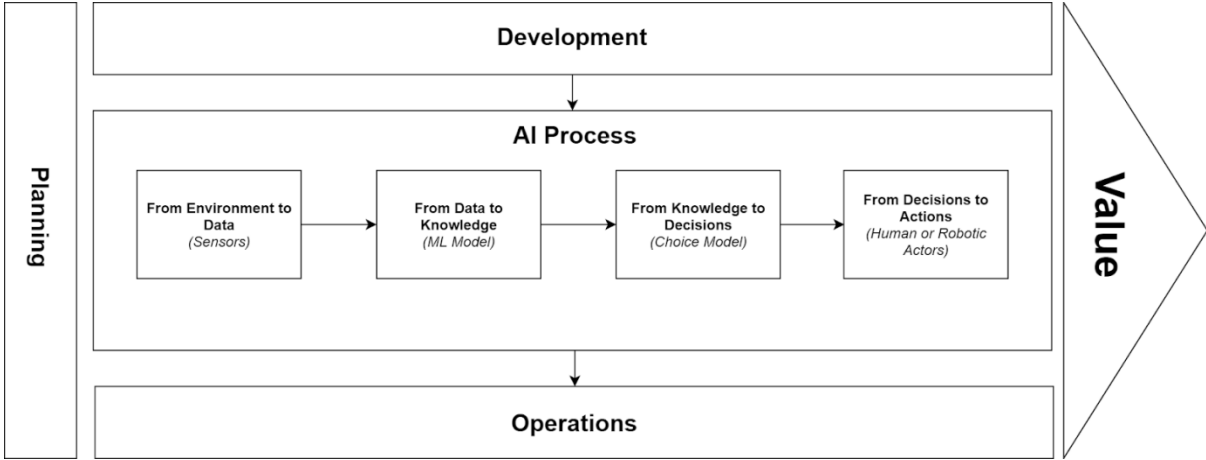 Planning
Development
AI Process
From Environment to
Data
(Sensors)
From Data to
Knowledge
(ML Model)
From Knowledge to
Decisions
(Choice Model)
From Decisions to
Actions
(Human or Robotic
Actors)
Operations
Value